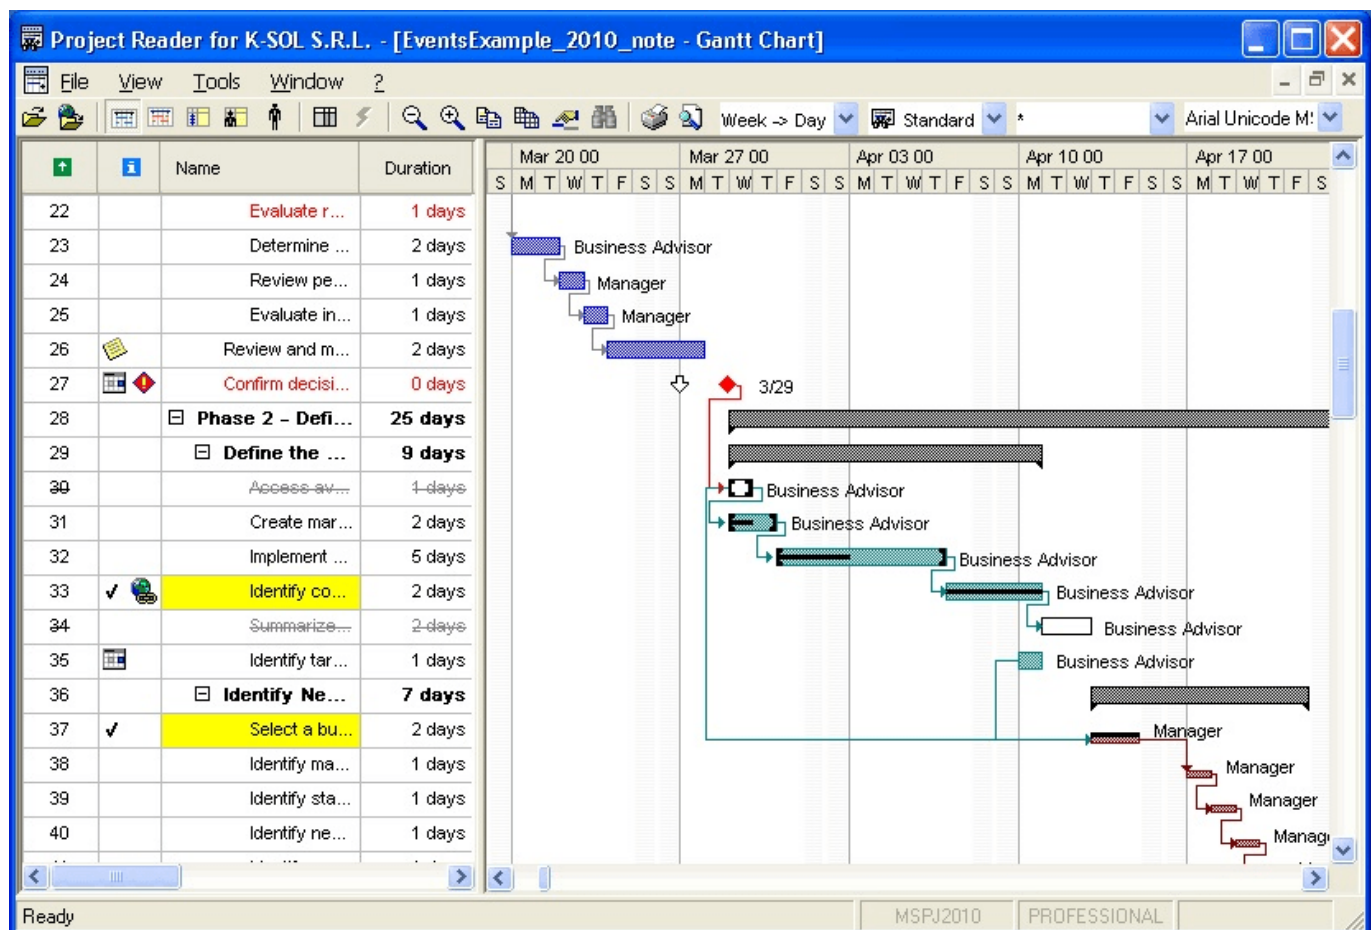 Project Reader for K-SOL S.R.L. - [EventsExample_2010_note - Gantt Chart]
File View Tools Window ?
Week -> Day Standard * Arial Unicode M
Name Duration Mar 20 00 Mar 27 00 Apr 03 00 Apr 10 00 Apr 17 00
S M T W T F S S M T W T F S S M T W T F S S M T W T F S S M T W T F S
22 Evaluate r... 1 days
23 Determine ... 2 days Business Advisor
24 Review pe... 1 days Manager
25 Evaluate in... 1 days Manager
26 Review and m... 2 days
27 Confirm decisi... 0 days 3/29
28 Phase 2 - Defi... 25 days
29 Define the ... 9 days
30 Access av... 1 days Business Advisor
31 Create mar... 2 days Business Advisor
32 Implement ... 5 days Business Advisor
33 Identify co... 2 days Business Advisor
34 Summarize... 2 days Business Advisor
35 Identify tar... 1 days Business Advisor
36 Identify Ne... 7 days
37 Select a bu... 2 days Manager
38 Identify ma... 1 days Manager
39 Identify sta... 1 days Manager
40 Identify ne... 1 days Manag
Ready MSPJ2010 PROFESSIONAL